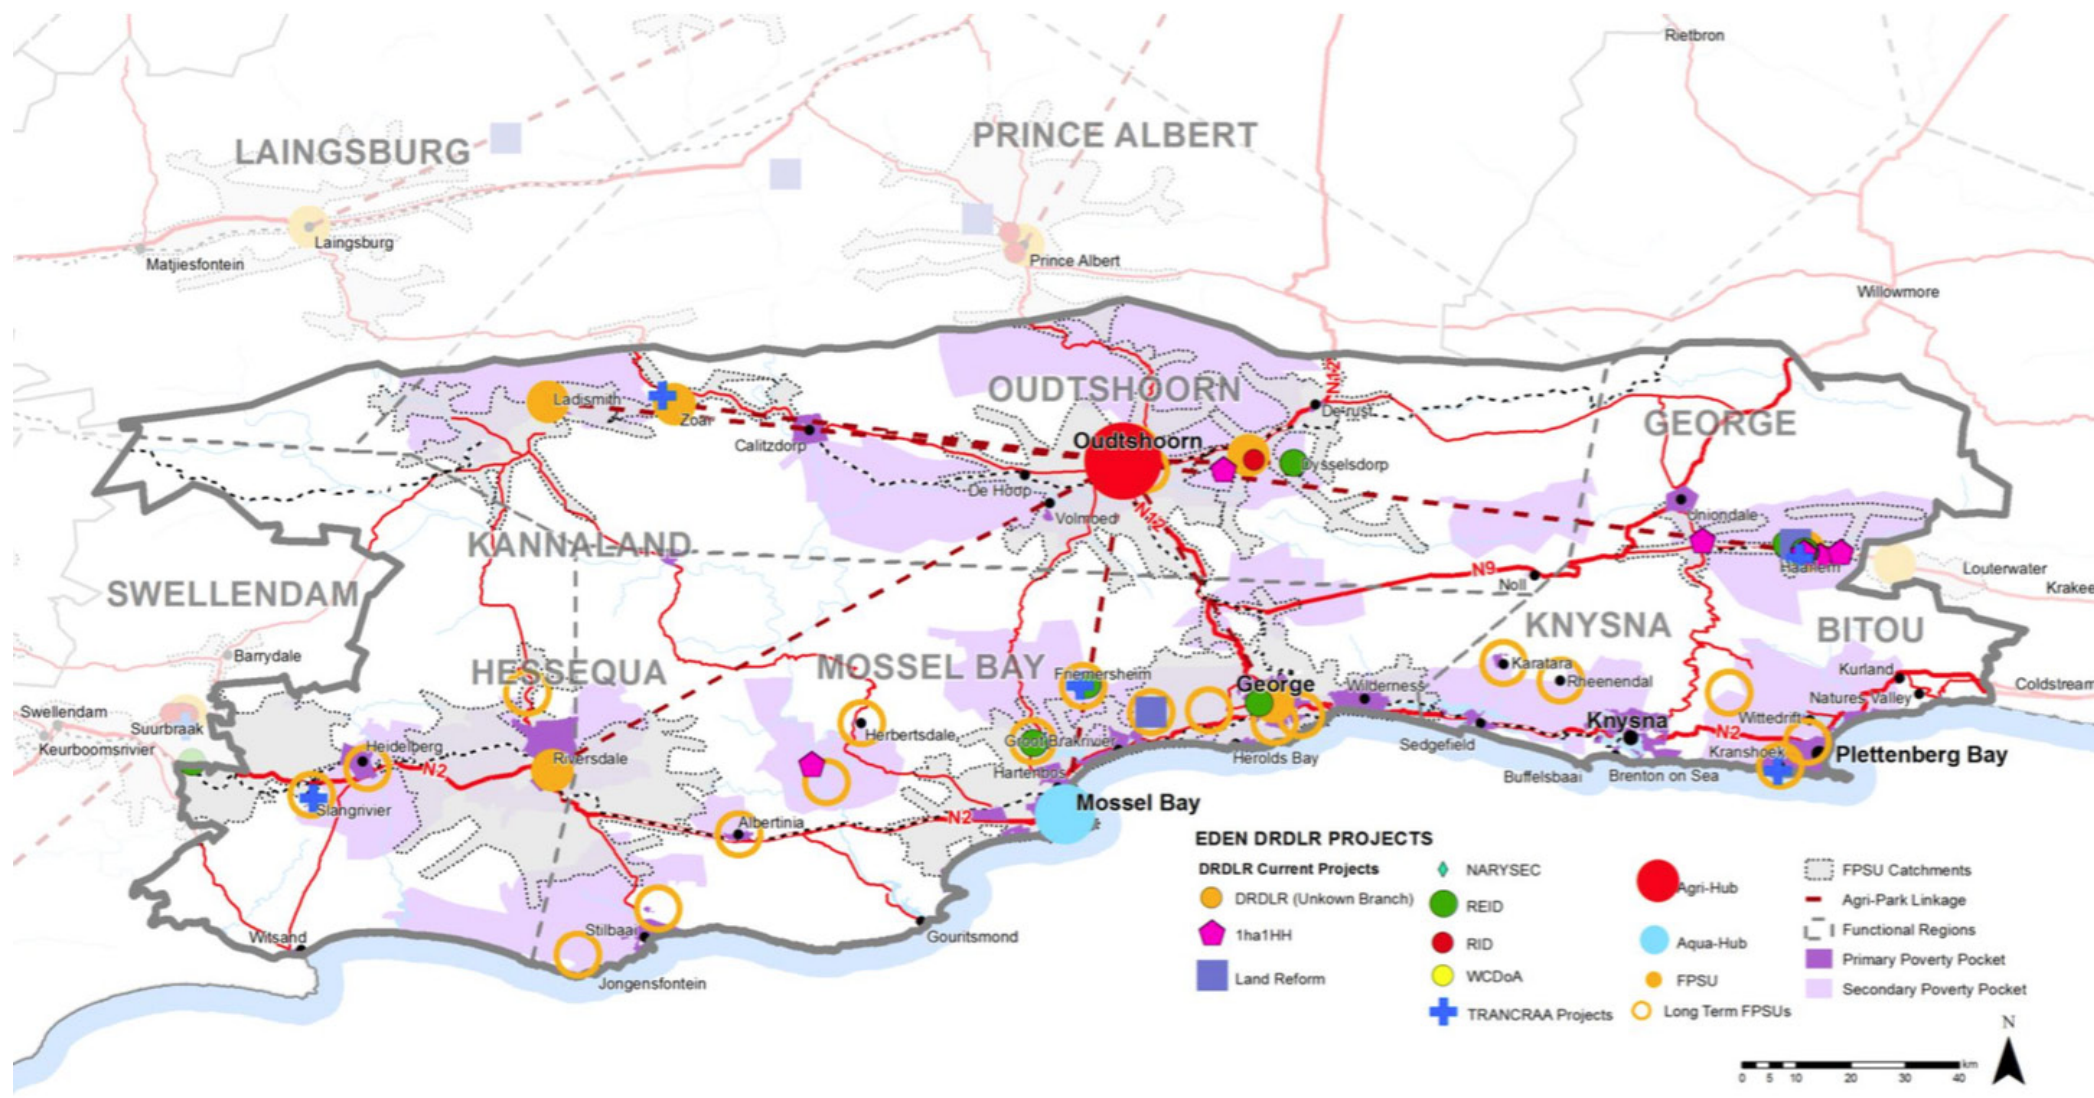 Rietbron
LAINGSBURG
PRINCE ALBERT
Laingsburg
Matjiesfontein
Prince Albert
Willowmore
Ladismith
Zoar
Calitzdorp
OUDTSHOORN
N12
De rust
GEORGE
Oudtshoorn
Dysselsdorp
De Hoop
Volmoed
N12
Uniondale
KANNALAND
SWELLENDAM
N9
Noll
Haarlem
Louterwater
Krakee
KNYSNA
BITOU
Barrydale
HESSEQUA
MOSSEL BAY
Friemersheim
George
Wilderness
Karatara
Rheenendal
Kurland
Natures Valley
Coldstream
Swellendam
Suurbraak
Keurboomsrivier
Heidelberg
N2
Riversdale
Herbertsdale
Groot Brakrivier
Hartenbos
Herolds Bay
Sedgefield
Knysna
Wittedrift
N2
Kranshoek
Plettenberg Bay
Buffelsbaai
Brenton on Sea
Slangrivier
Albertinia
N2
Mossel Bay
Witsand
Stilbaai
Jongensfontein
Gouritsmond
EDEN DRDLR PROJECTS
DRDLR Current Projects
DRDLR (Unkown Branch)
1ha1HH
Land Reform
NARYSEC
REID
RID
WCDoA
TRANCRAA Projects
Agri-Hub
Aqua-Hub
FPSU
Long Term FPSUs
FPSU Catchments
Agri-Park Linkage
Functional Regions
Primary Poverty Pocket
Secondary Poverty Pocket
N
km
0 5 10 20 30 40